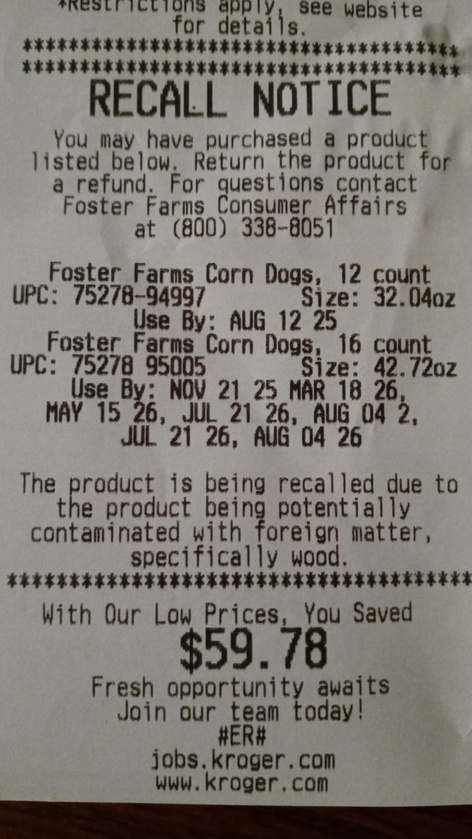 *Restrictions apply, see website
for details.
******************************************
******************************************
RECALL NOTICE
You may have purchased a product
listed below. Return the product for
a refund. For questions contact
Foster Farms Consumer Affairs
at (800) 338-8051
Foster Farms Corn Dogs, 12 count
UPC: 75278-94997 Size: 32.04oz
Use By: AUG 12 25
Foster Farms Corn Dogs, 16 count
UPC: 75278 95005 Size: 42.72oz
Use By: NOV 21 25 MAR 18 26,
MAY 15 26, JUL 21 26, AUG 04 2,
JUL 21 26, AUG 04 26
The product is being recalled due to
the product being potentially
contaminated with foreign matter,
specifically wood.
******************************************
With Our Low Prices, You Saved
$59.78
Fresh opportunity awaits
Join our team today!
#ER#
jobs.kroger.com
www.kroger.com